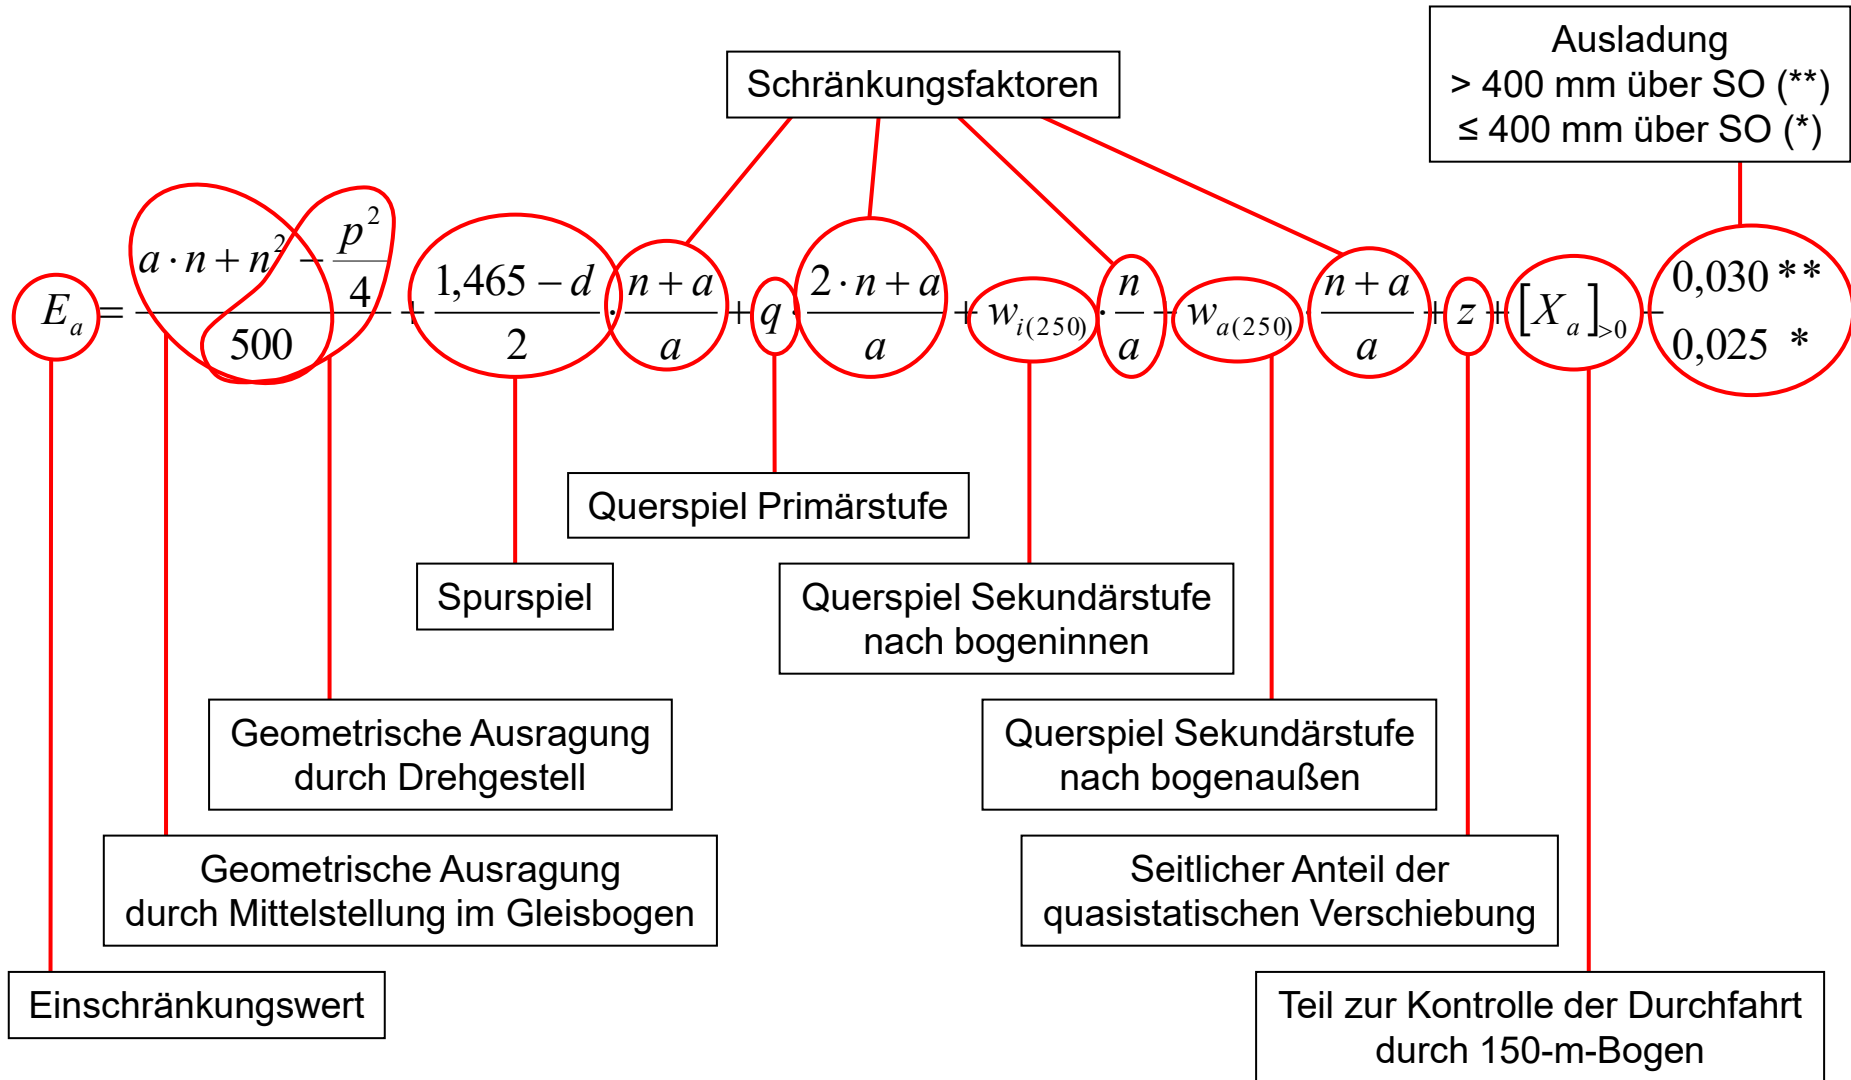 Ausladung
> 400 mm über SO (**)
≤ 400 mm über SO (*)
Schränkungsfaktoren
E_a = (a · n + n² − p²/4) / 500 + (1,465 − d) / 2 · (n + a) / a + q · (2 · n + a) / a + w_i(250) · n / a + w_a(250) · (n + a) / a + z + [X_a]_>0 − 0,030 **
0,025 *
Querspiel Primärstufe
Spurspiel
Querspiel Sekundärstufe
nach bogeninnen
Geometrische Ausragung
durch Drehgestell
Querspiel Sekundärstufe
nach bogenaußen
Geometrische Ausragung
durch Mittelstellung im Gleisbogen
Seitlicher Anteil der
quasistatischen Verschiebung
Einschränkungswert
Teil zur Kontrolle der Durchfahrt
durch 150-m-Bogen